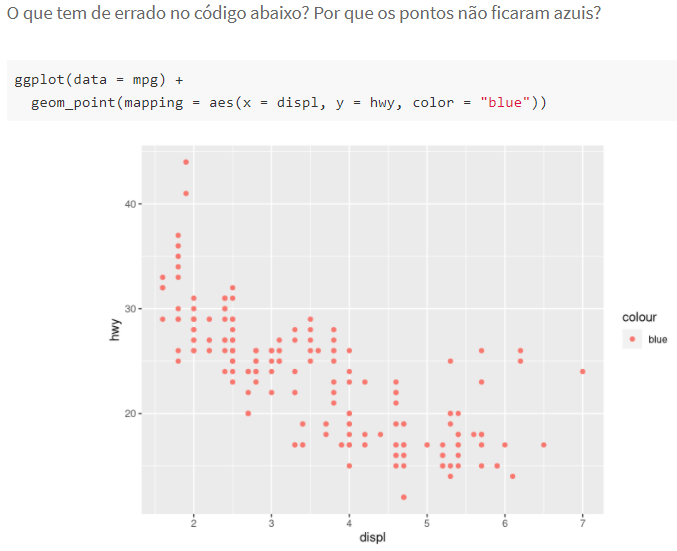 O que tem de errado no código abaixo? Por que os pontos não ficaram azuis?
ggplot(data = mpg) +
  geom_point(mapping = aes(x = displ, y = hwy, color = "blue"))
40
30
20
hwy
2 3 4 5 6 7
displ
colour
blue